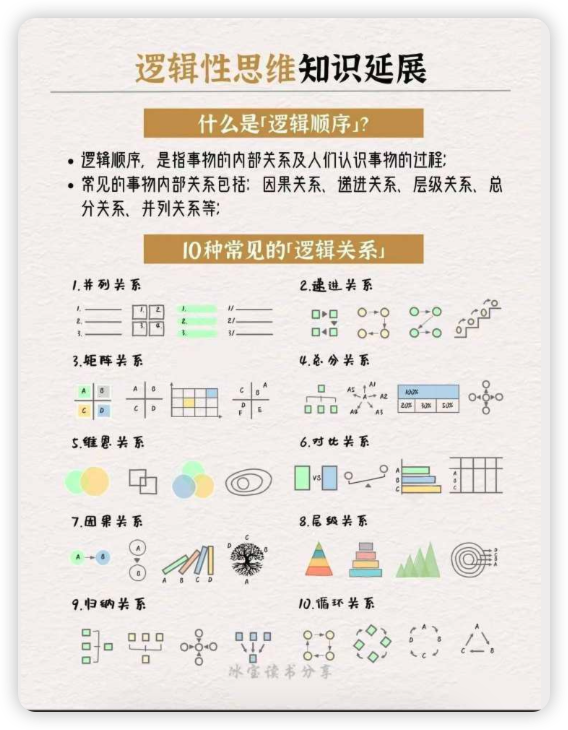 逻辑性思维知识延展
什么是「逻辑顺序」?
• 逻辑顺序, 是指事物的内部关系及人们认识事物的过程;
• 常见的事物内部关系包括: 因果关系、递进关系、层级关系、总
分关系、并列关系等;
10种常见的「逻辑关系」
1.并列关系
1.
2.
3.
1. 2.
3. 4.
1.
2.
3.
1/
2/
3/
2.递进关系
3.矩阵关系
A B
C D
A B
C D
C B A
D E
4.总分关系
A A1 A2 A3 A4 A5
100%
20% 30% 50%
5.维恩关系
6.对比关系
VS
A
B
C
A
B
C
7.因果关系
A B
A
B
A B C D
A B C D
8.层级关系
9.归纳关系
10.循环关系
A B C D
A B C
冰宝读书分享